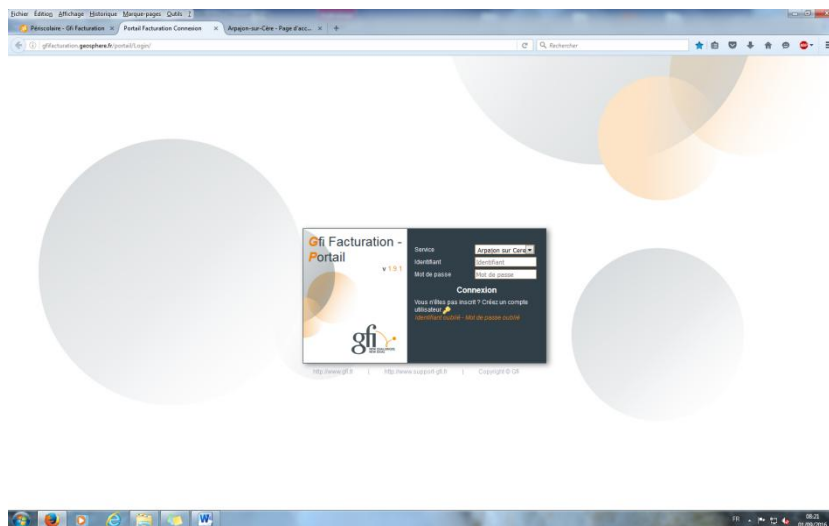 Fichier Édition Affichage Historique Marque-pages Outils ?
Périscolaire - Gfi Facturation
Portail Facturation Connexion
Arpajon-sur-Cère - Page d'acc...
gfifacturation.geosphere.fr/portail/Login/
Rechercher
Gfi Facturation -
Portail
v 1.9.1
Service
Arpajon sur Cere
Identifiant
Identifiant
Mot de passe
Mot de passe
Connexion
Vous n'êtes pas inscrit ? Créez un compte
utilisateur
Identifiant oublié - Mot de passe oublié
gfi
http://www.gfi.fr | http://www.support-gfi.fr | Copyright © Gfi
FR
08:21